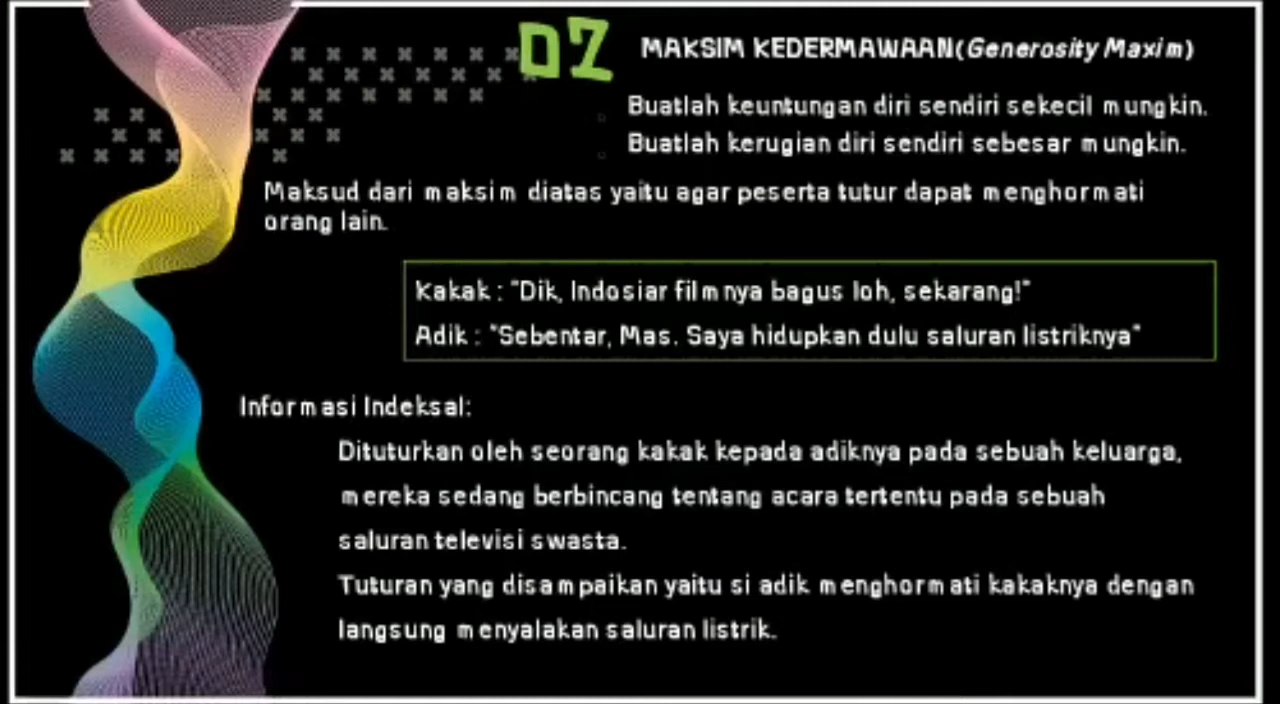 02
MAKSIM KEDERMAWAAN(Generosity Maxim)
Buatlah keuntungan diri sendiri sekecil mungkin.
Buatlah kerugian diri sendiri sebesar mungkin.
Maksud dari maksim diatas yaitu agar peserta tutur dapat menghormati
orang lain.
Kakak : "Dik, Indosiar filmnya bagus loh, sekarang!"
Adik : "Sebentar, Mas. Saya hidupkan dulu saluran listriknya"
Informasi Indeksal:
Dituturkan oleh seorang kakak kepada adiknya pada sebuah keluarga,
mereka sedang berbincang tentang acara tertentu pada sebuah
saluran televisi swasta.
Tuturan yang disampaikan yaitu si adik menghormati kakaknya dengan
langsung menyalakan saluran listrik.